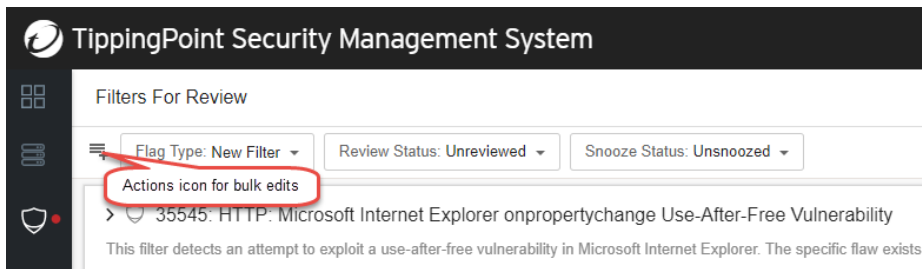 TippingPoint Security Management System
Filters For Review
Flag Type: New Filter
Review Status: Unreviewed
Snooze Status: Unsnoozed
Actions icon for bulk edits
35545: HTTP: Microsoft Internet Explorer onpropertychange Use-After-Free Vulnerability
This filter detects an attempt to exploit a use-after-free vulnerability in Microsoft Internet Explorer. The specific flaw exists